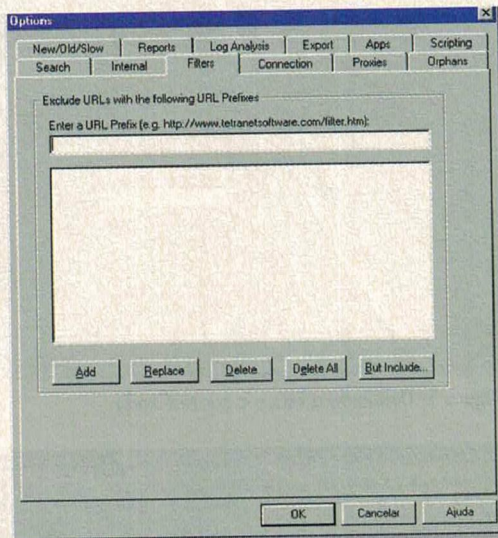 Options
New/Old/Slow Reports Log Analysis Export Apps Scripting
Search Internal Filters Connection Proxies Orphans
Exclude URLs with the following URL Prefixes
Enter a URL Prefix (e.g. http://www.tetranetsoftware.com/filter.htm):
Add Replace Delete Delete All But Include...
OK Cancelar Ajuda